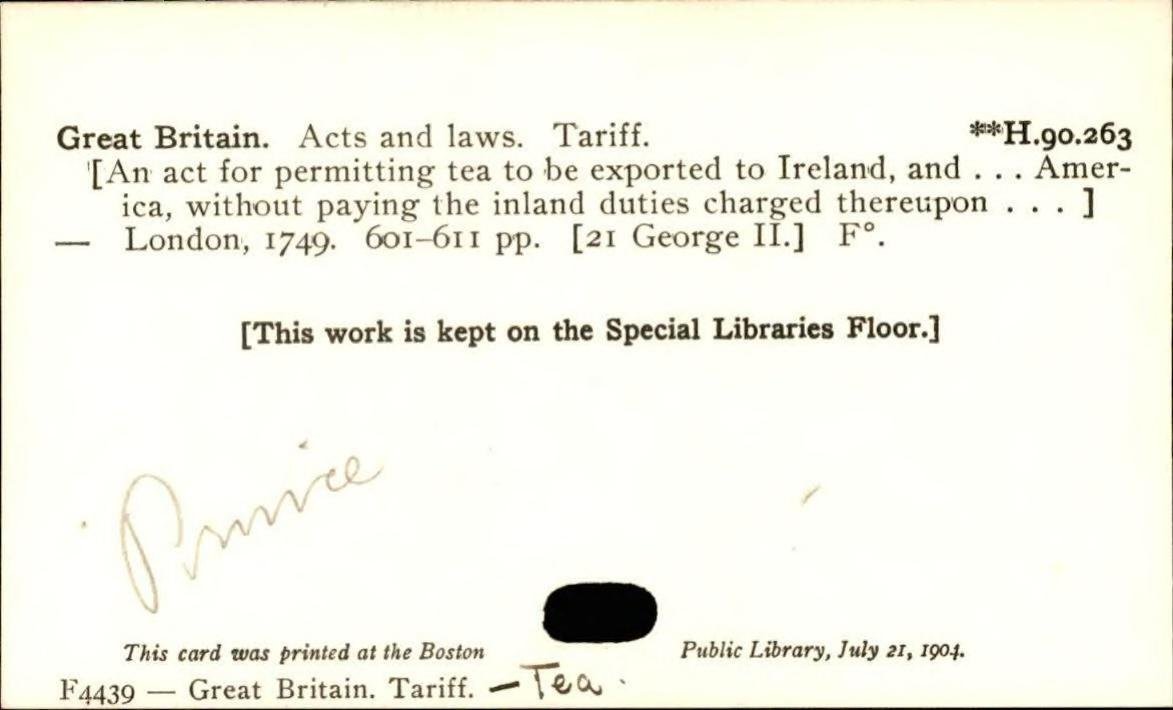 Great Britain. Acts and laws. Tariff. **H.90.263
[An act for permitting tea to be exported to Ireland, and . . . Amer-
ica, without paying the inland duties charged thereupon . . . ]
— London, 1749. 601–611 pp. [21 George II.] F°.
[This work is kept on the Special Libraries Floor.]
This card was printed at the Boston Public Library, July 21, 1904.
F4439 — Great Britain. Tariff. — Tea.